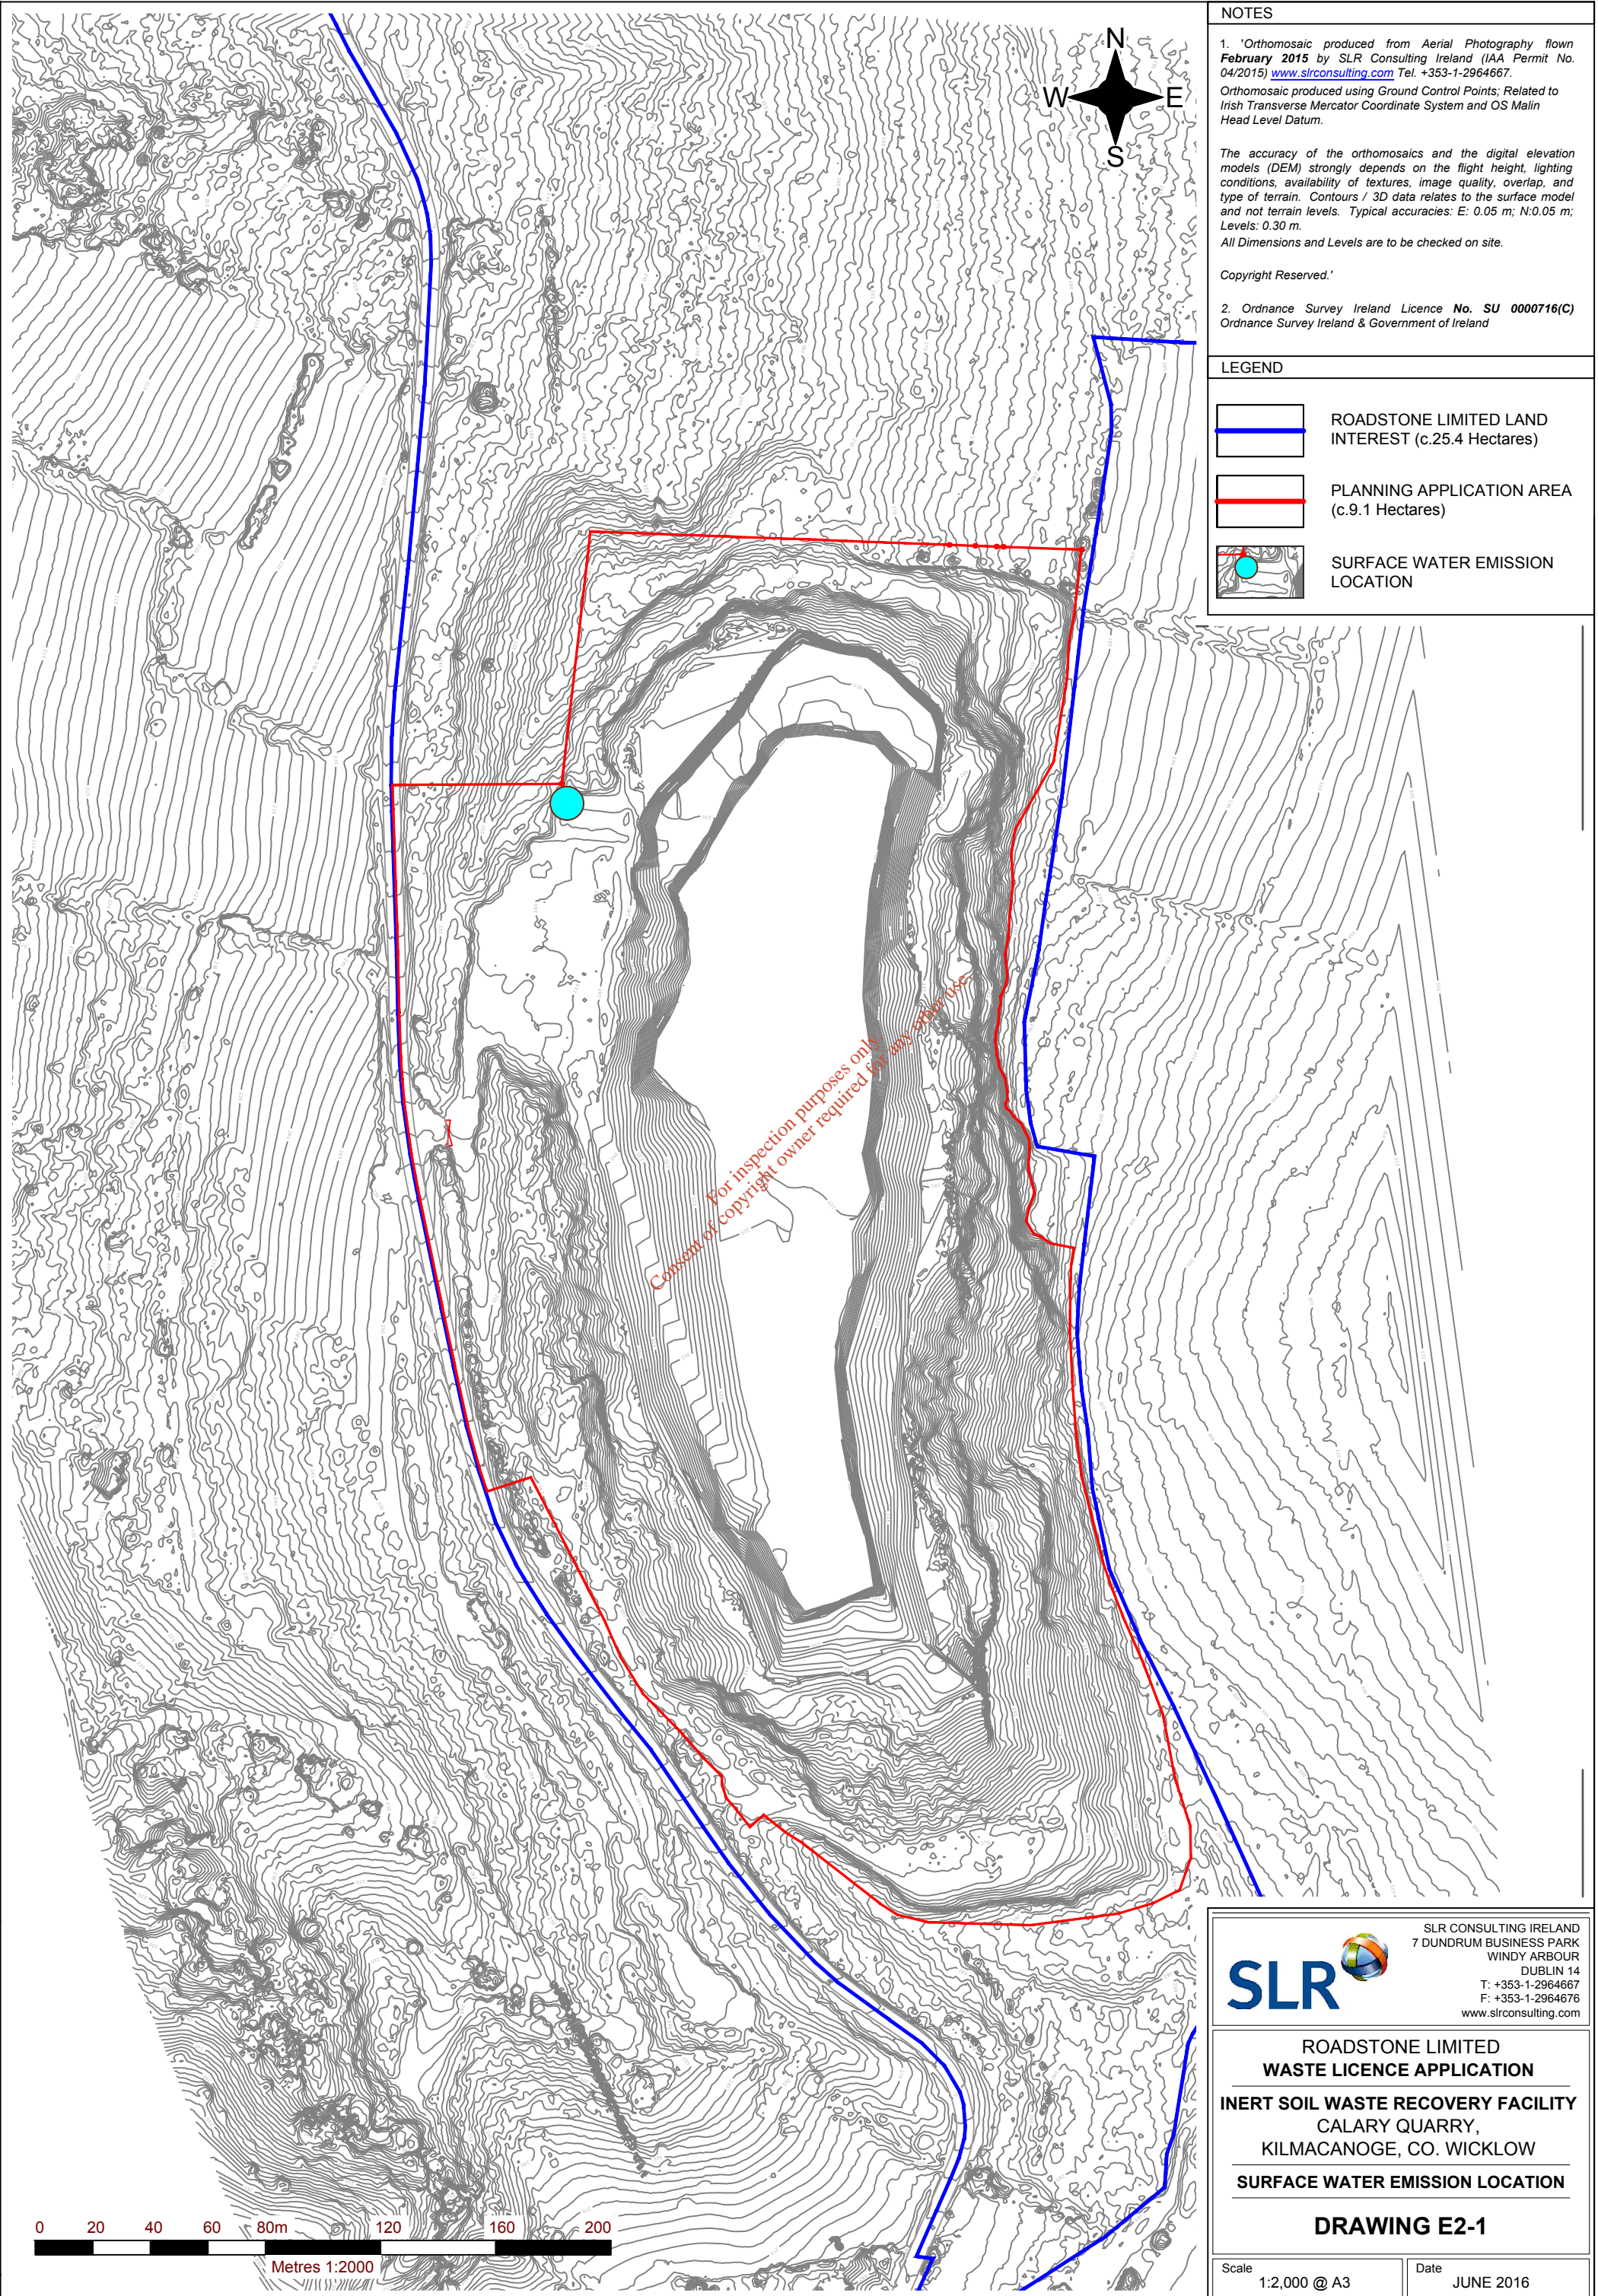 N
W E
S
NOTES
1. 'Orthomosaic produced from Aerial Photography flown
February 2015 by SLR Consulting Ireland (IAA Permit No.
04/2015) www.slrconsulting.com Tel. +353-1-2964667.
Orthomosaic produced using Ground Control Points; Related to
Irish Transverse Mercator Coordinate System and OS Malin
Head Level Datum.
The accuracy of the orthomosaics and the digital elevation
models (DEM) strongly depends on the flight height, lighting
conditions, availability of textures, image quality, overlap, and
type of terrain. Contours / 3D data relates to the surface model
and not terrain levels. Typical accuracies: E: 0.05 m; N:0.05 m;
Levels: 0.30 m.
All Dimensions and Levels are to be checked on site.
Copyright Reserved.'
2. Ordnance Survey Ireland Licence No. SU 0000716(C)
Ordnance Survey Ireland & Government of Ireland
LEGEND
ROADSTONE LIMITED LAND
INTEREST (c.25.4 Hectares)
PLANNING APPLICATION AREA
(c.9.1 Hectares)
SURFACE WATER EMISSION
LOCATION
For inspection purposes only.
Consent of copyright owner required for any other use.
0 20 40 60 80m 120 160 200
Metres 1:2000
SLR
SLR CONSULTING IRELAND
7 DUNDRUM BUSINESS PARK
WINDY ARBOUR
DUBLIN 14
T: +353-1-2964667
F: +353-1-2964676
www.slrconsulting.com
ROADSTONE LIMITED
WASTE LICENCE APPLICATION
INERT SOIL WASTE RECOVERY FACILITY
CALARY QUARRY,
KILMACANOGE, CO. WICKLOW
SURFACE WATER EMISSION LOCATION
DRAWING E2-1
Scale
1:2,000 @ A3
Date
JUNE 2016